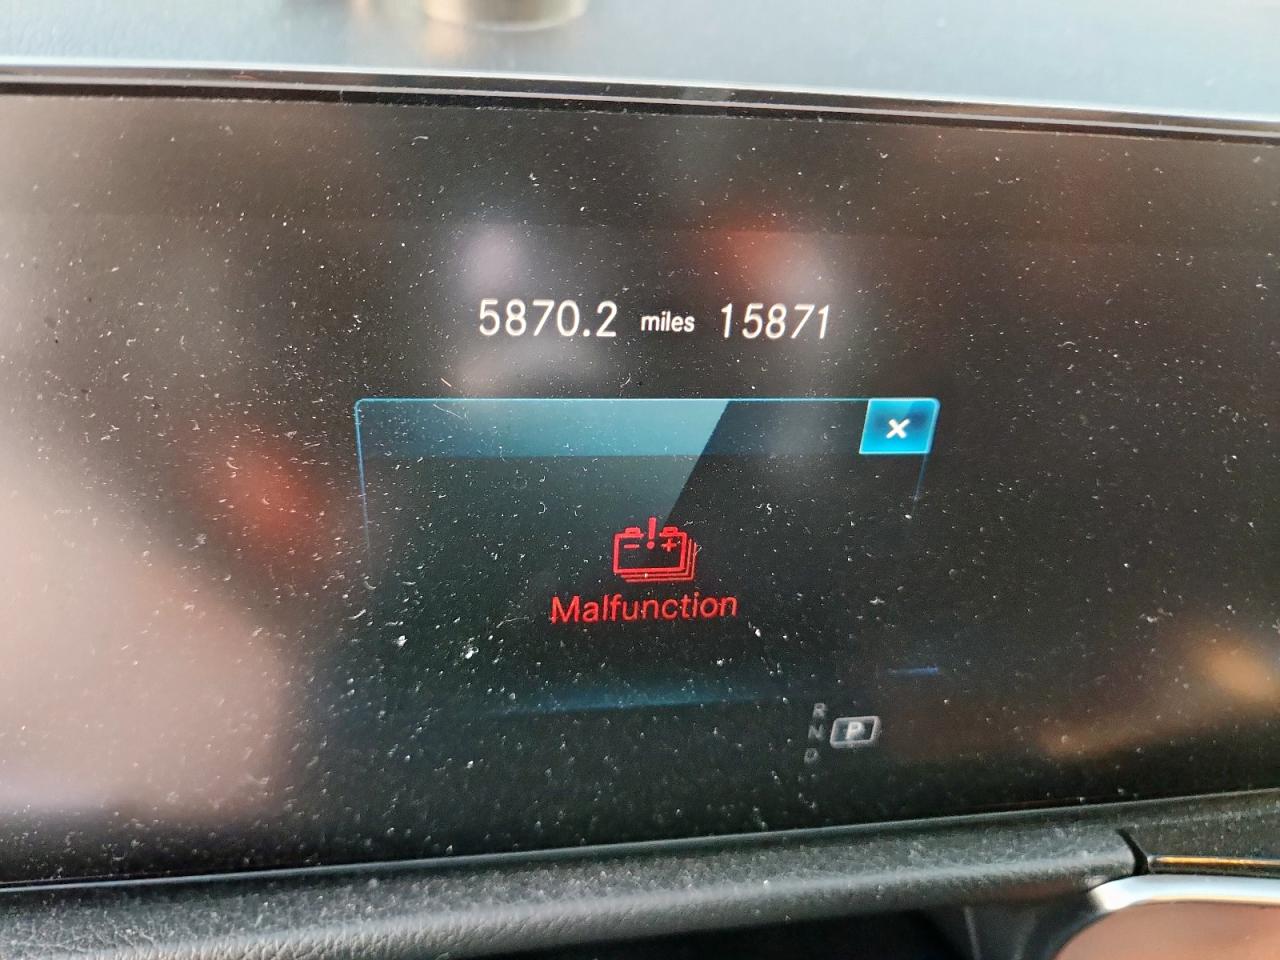 5870.2 miles 15871
×
Malfunction
R
N P
D